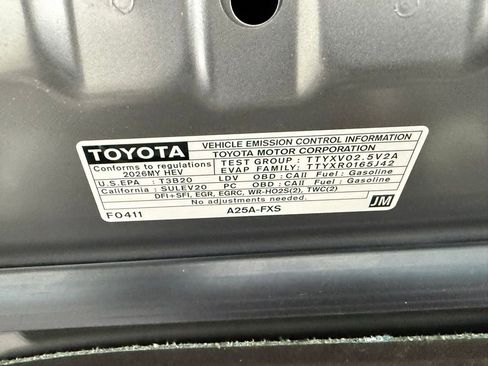 TOYOTA
VEHICLE EMISSION CONTROL INFORMATION
TOYOTA MOTOR CORPORATION
Conforms to regulations
2026MY HEV
TEST GROUP : TTYXV02.5V2A
EVAP FAMILY: TTYXR0165J42
U.S.EPA : T3B20 LDV OBD : CAII Fuel : Gasoline
California : SULEV20 PC OBD : CAII Fuel : Gasoline
No adjustments needed.
DFI+SFI, EGR, EGRC, WR-HO2S(2), TWC(2)
F0411 A25A-FXS JM